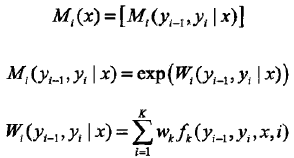 M_i(x) = [M_i(y_{i-1}, y_i | x)]
M_i(y_{i-1}, y_i | x) = exp(W_i(y_{i-1}, y_i | x))
W_i(y_{i-1}, y_i | x) = \sum_{i=1}^{K} w_k f_k(y_{i-1}, y_i, x, i)